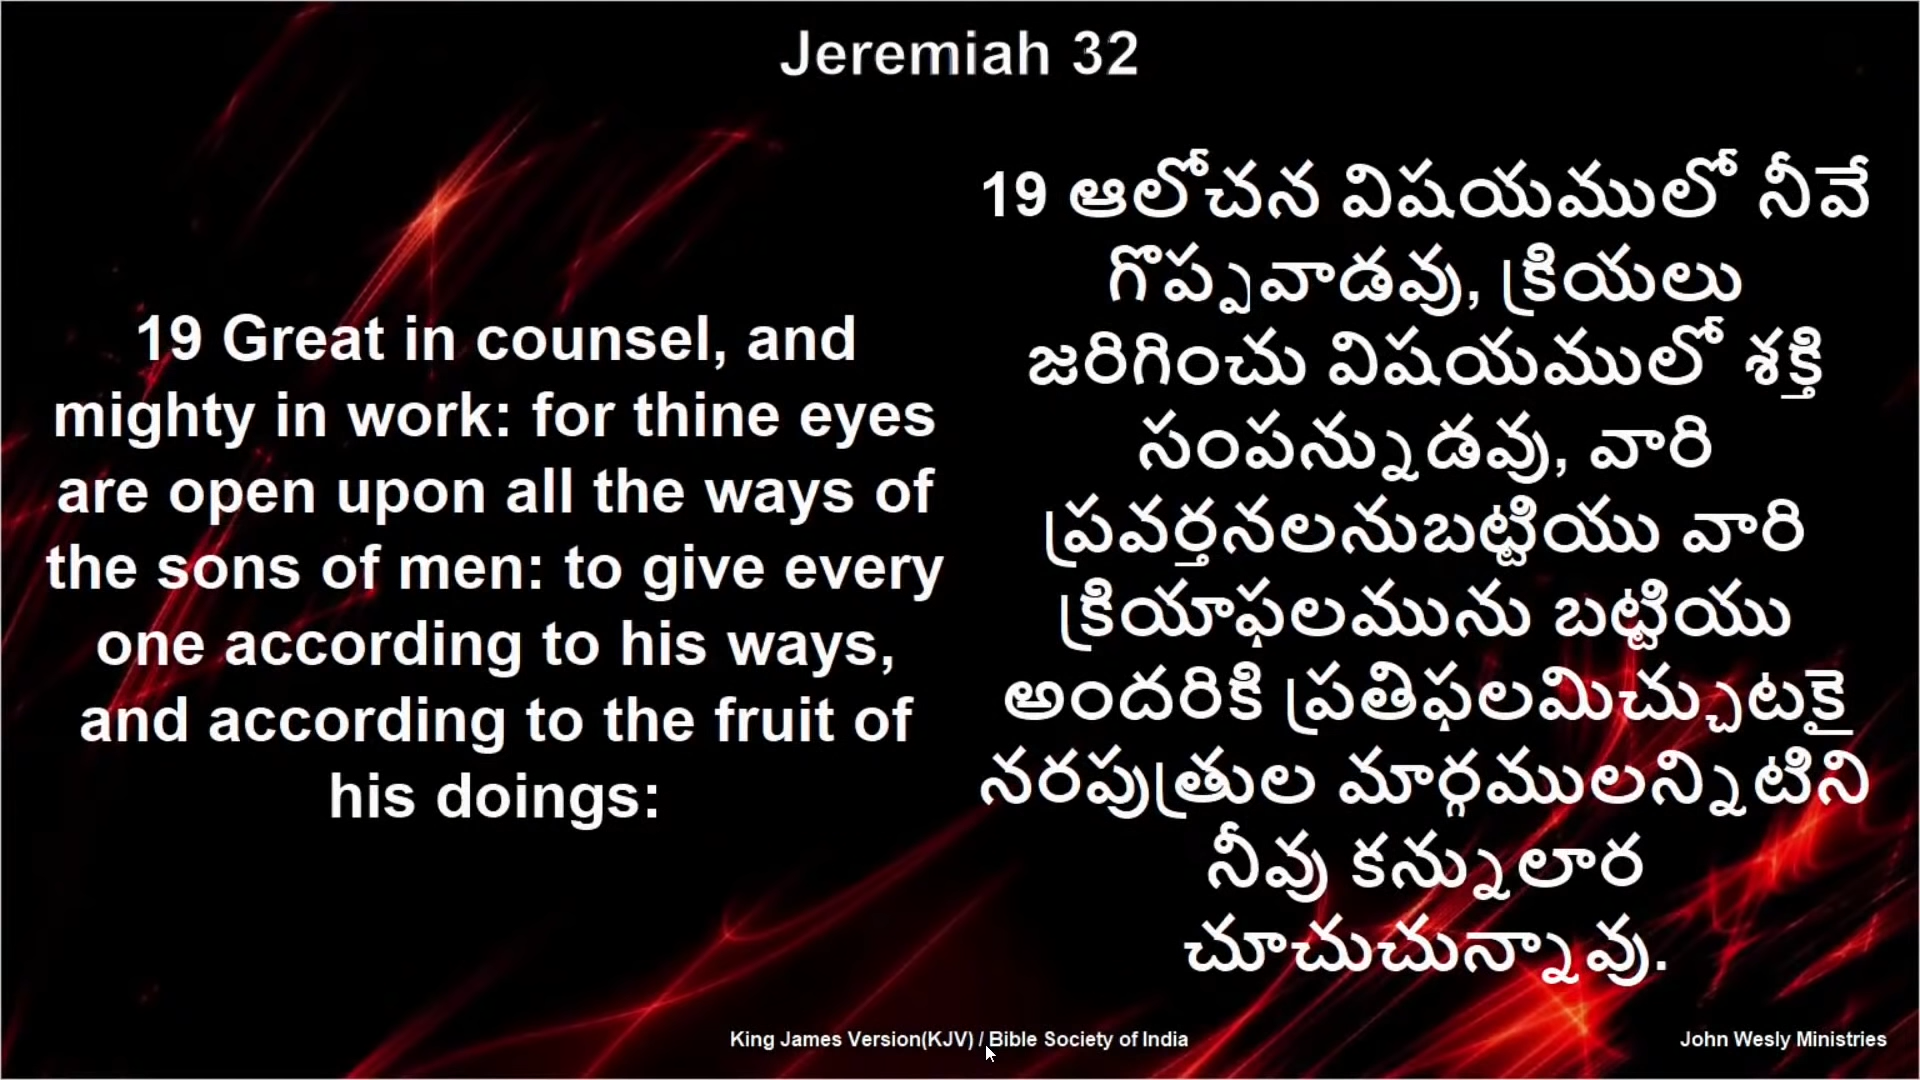 Jeremiah 32
19 Great in counsel, and
mighty in work: for thine eyes
are open upon all the ways of
the sons of men: to give every
one according to his ways,
and according to the fruit of
his doings:
19 ఆలోచన విషయములో నీవే
గొప్పవాడవు, క్రియలు
జరిగించు విషయములో శక్తి
సంపన్నుడవు, వారి
ప్రవర్తనలనుబట్టియు వారి
క్రియాఫలమును బట్టియు
అందరికి ప్రతిఫలమిచ్చుటకై
నరపుత్రుల మార్గములన్నిటిని
నీవు కన్నులార
చూచుచున్నావు.
King James Version(KJV) / Bible Society of India
John Wesly Ministries